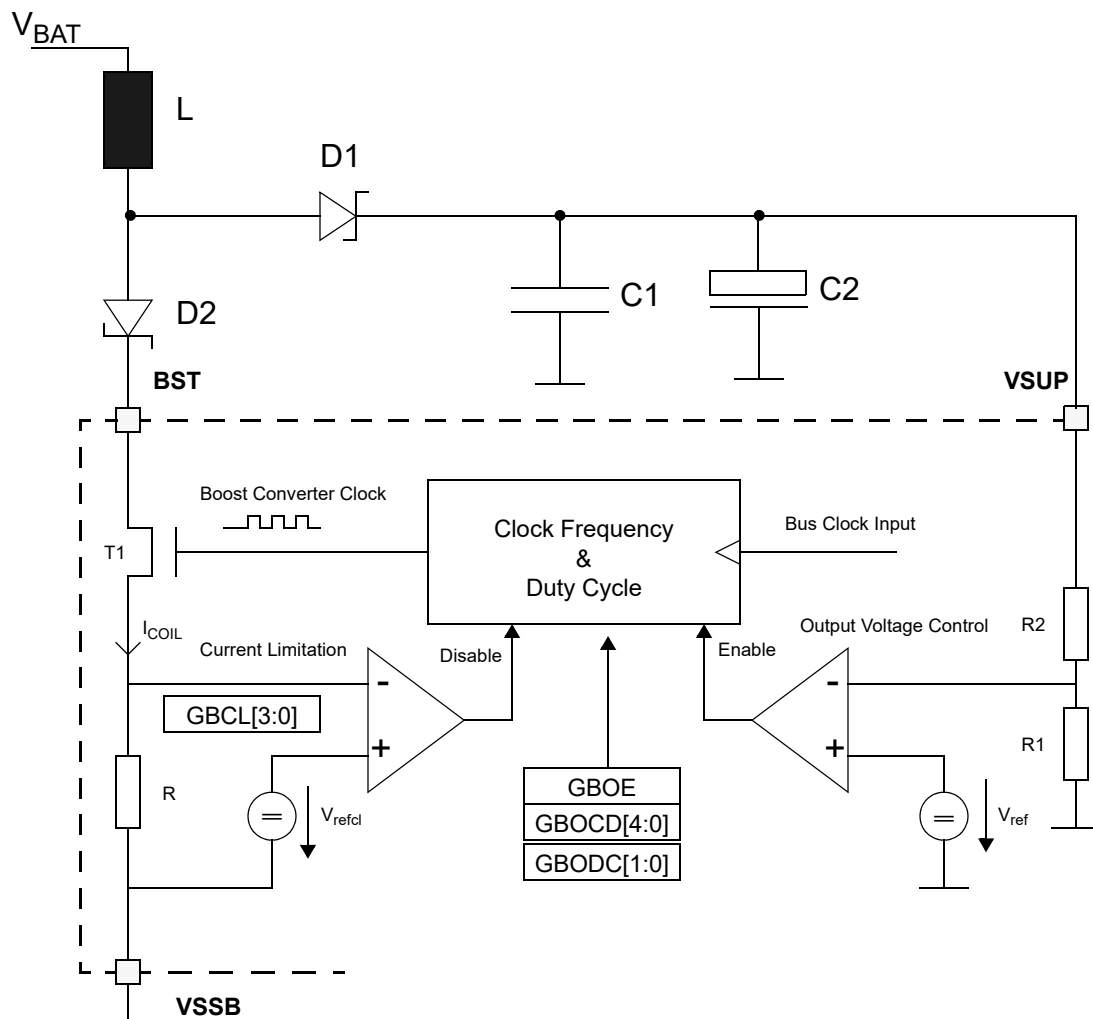 VBAT
L
D1
D2
C1
C2
BST
VSUP
Boost Converter Clock
Clock Frequency
&
Duty Cycle
Bus Clock Input
T1
ICOIL
Current Limitation
Disable
Enable
Output Voltage Control
R2
-
-
GBCL[3:0]
+
+
R1
R
=
Vrefcl
GBOE
GBOCD[4:0]
GBODC[1:0]
=
Vref
VSSB